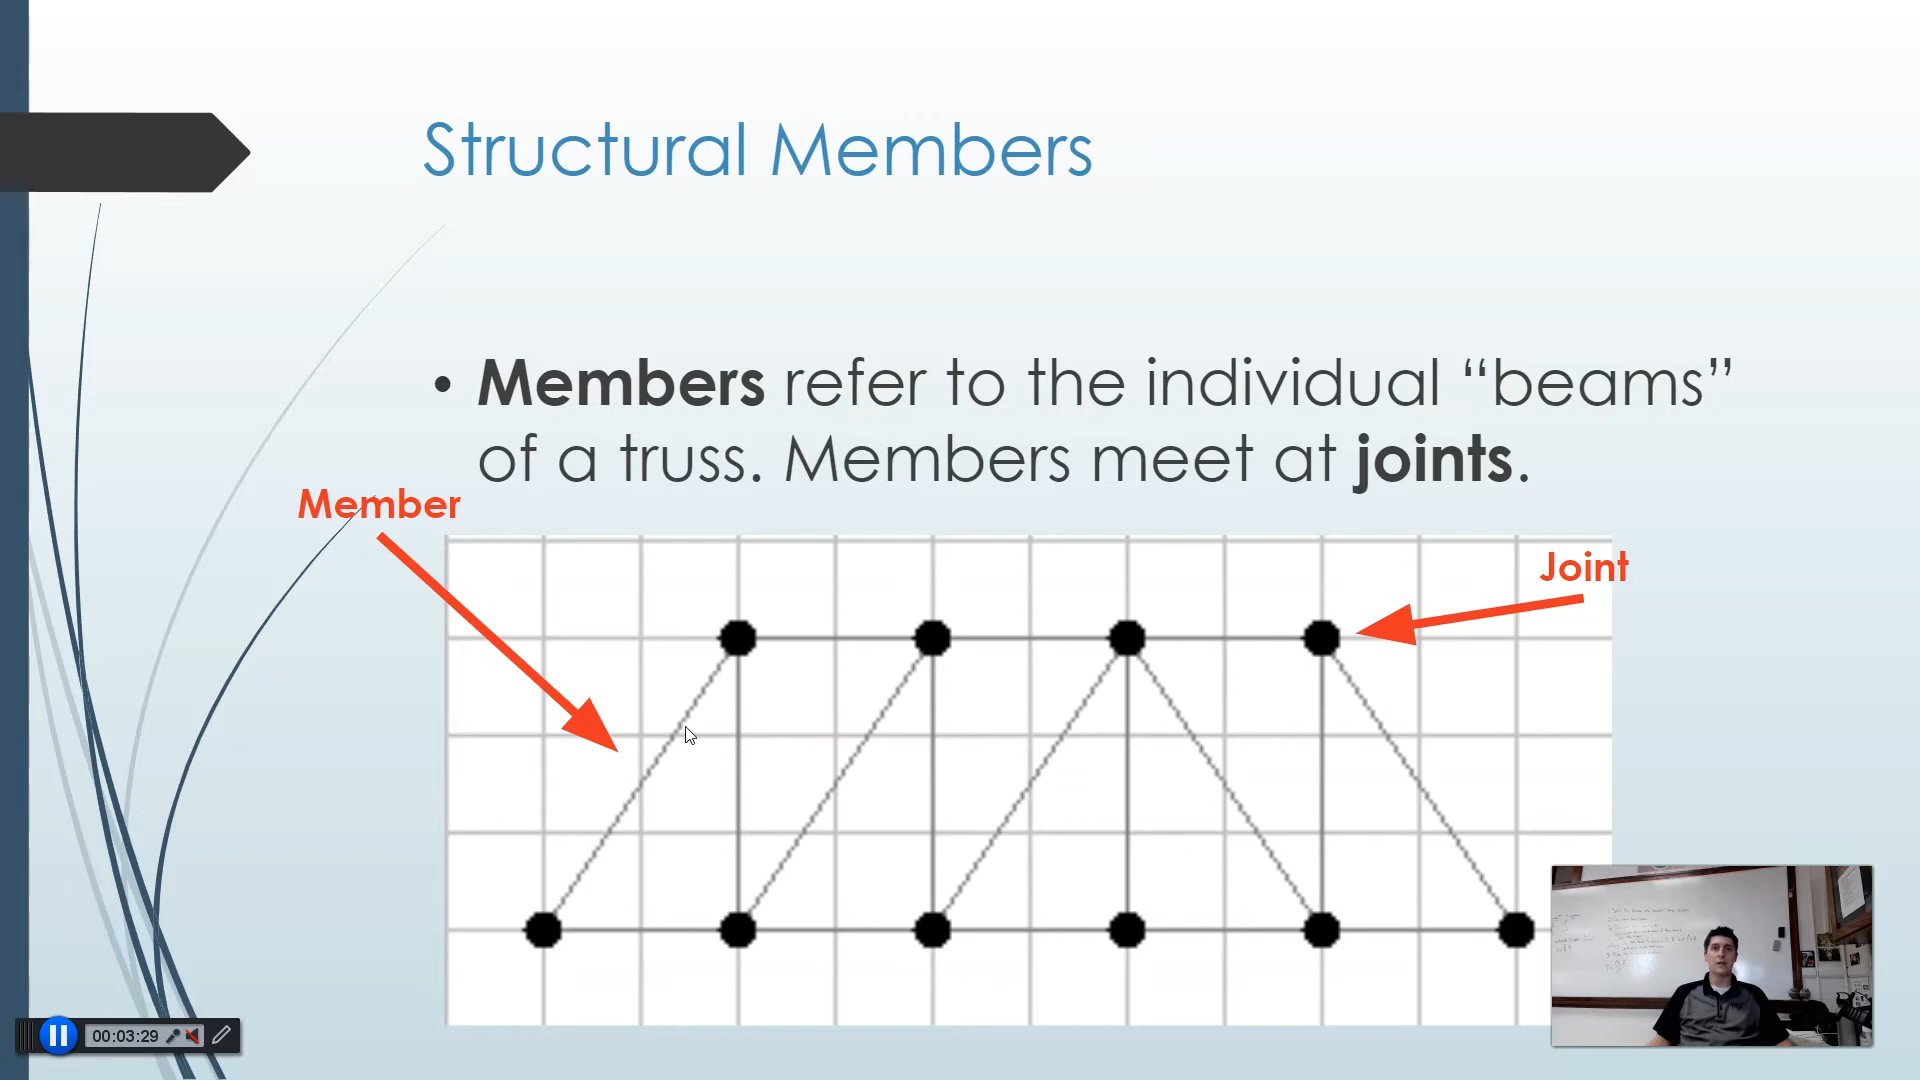 Structural Members
• Members refer to the individual “beams”
of a truss. Members meet at joints.
Member
Joint
00:03:29